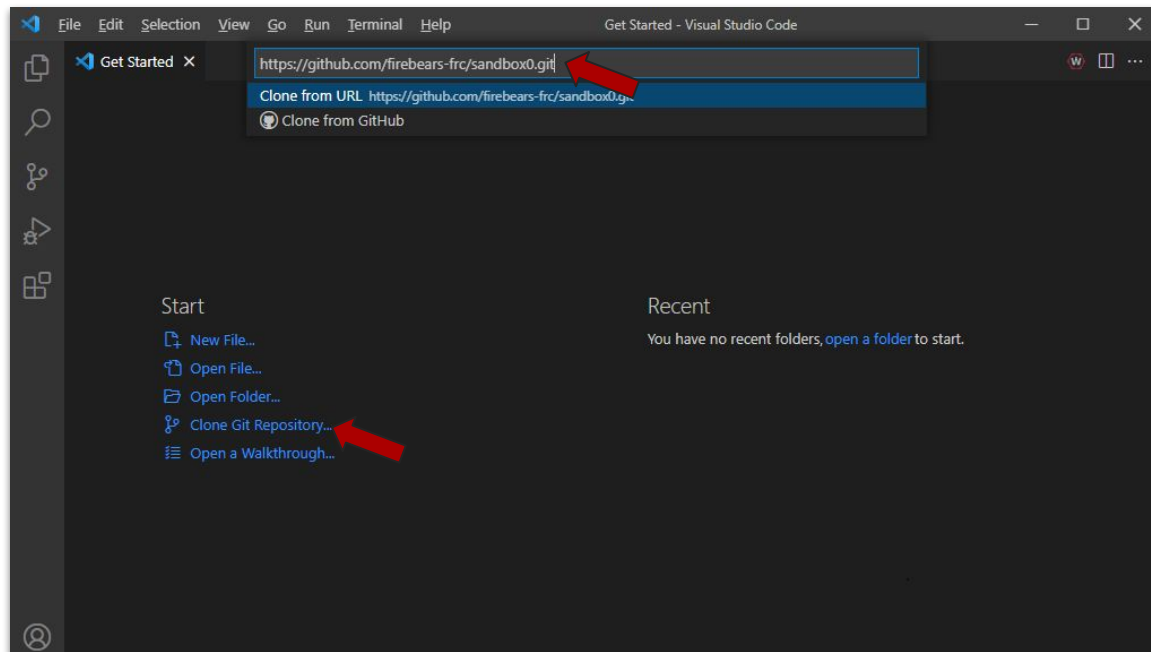 File Edit Selection View Go Run Terminal Help Get Started - Visual Studio Code
Get Started
https://github.com/firebears-frc/sandbox0.git
W
Clone from URL https://github.com/firebears-frc/sandbox0.git
Clone from GitHub
Start
New File...
Open File...
Open Folder...
Clone Git Repository...
Open a Walkthrough...
Recent
You have no recent folders, open a folder to start.